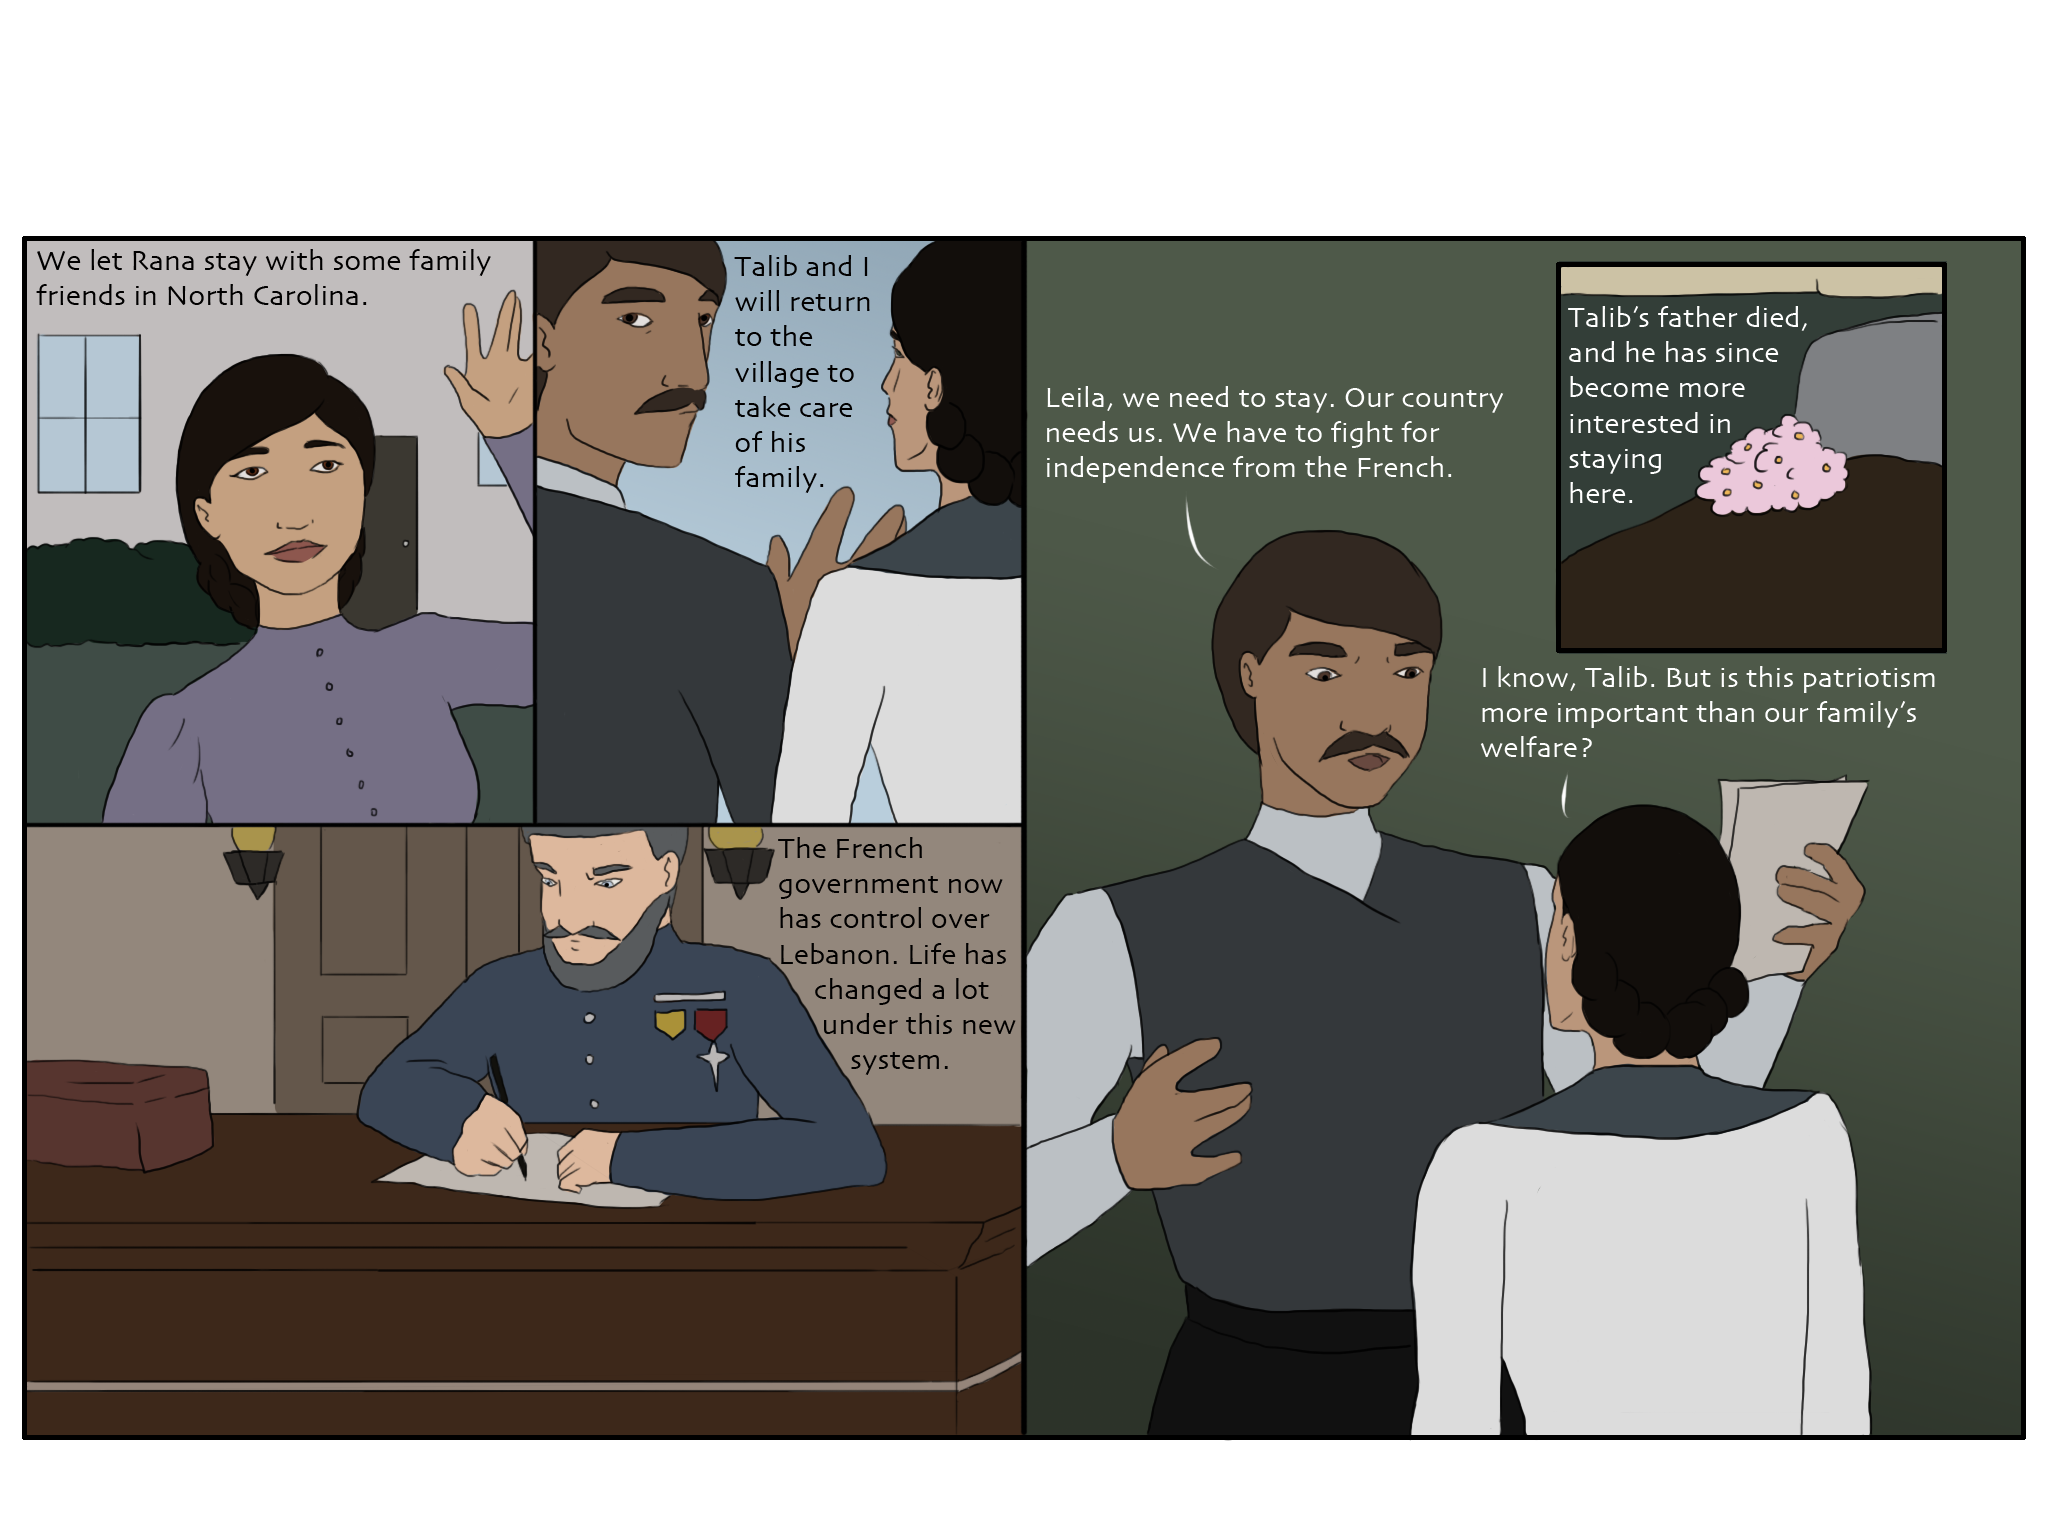 We let Rana stay with some family
friends in North Carolina.
Talib and I
will return
to the
village to
take care
of his
family.
The French
government now
has control over
Lebanon. Life has
changed a lot
under this new
system.
Talib’s father died,
and he has since
become more
interested in
staying
here.
Leila, we need to stay. Our country
needs us. We have to fight for
independence from the French.
I know, Talib. But is this patriotism
more important than our family’s
welfare?